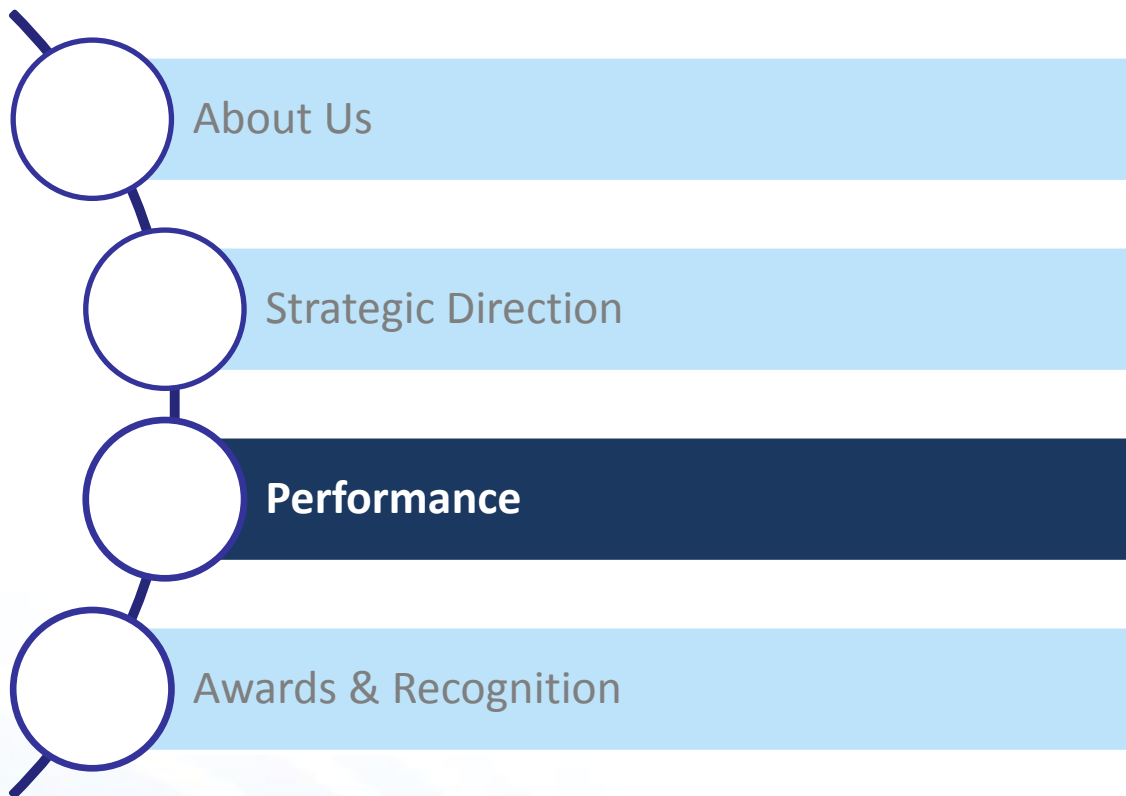 About Us
Strategic Direction
Performance
Awards & Recognition